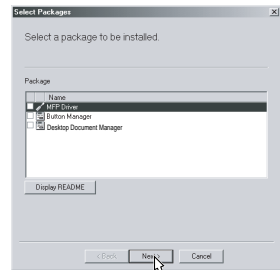 Select Packages
Select a package to be installed.
Package
Name
MFP Driver
Button Manager
Desktop Document Manager
Display README
< Back Next > Cancel